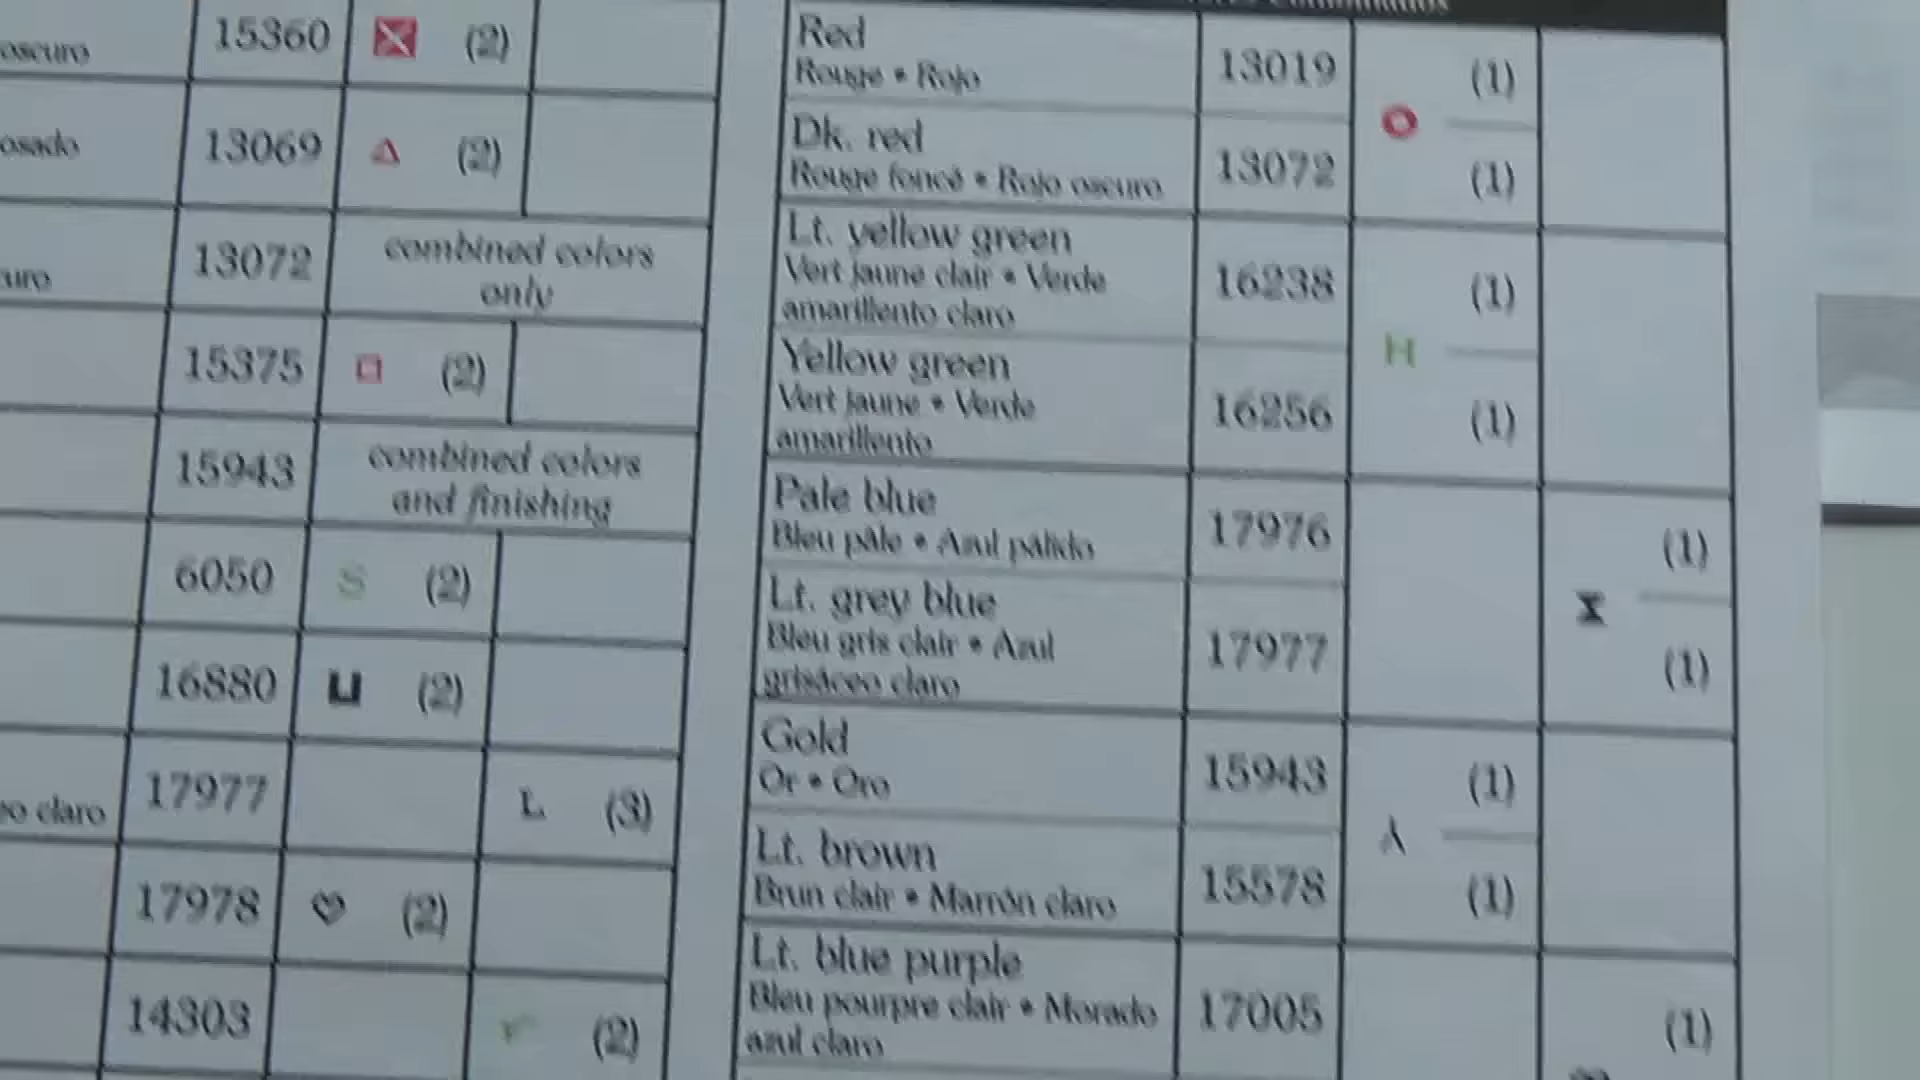 oscuro 15360 (2)
osado 13069 (2)
curo 13072 combined colors
only
15375 (2)
15943 combined colors
and finishing
6050 S (2)
16880 (2)
eo claro 17977 L (3)
17978 (2)
14303 (2)
Red 13019 (1)
Rouge • Rojo
Dk. red 13072 (1)
Rouge foncé • Rojo oscuro
Lt. yellow green 16238 (1)
Vert jaune clair • Verde
amarillento claro
H
Yellow green 16256 (1)
Vert jaune • Verde
amarillento
Pale blue 17976 (1)
Bleu pâle • Azul pálido
Lt. grey blue 17977 (1)
Bleu gris clair • Azul
grisáceo claro
Gold 15943 (1)
Or • Oro
Lt. brown 15578 (1)
Brun clair • Marrón claro
Lt. blue purple 17005 (1)
Bleu pourpre clair • Morado
azul claro